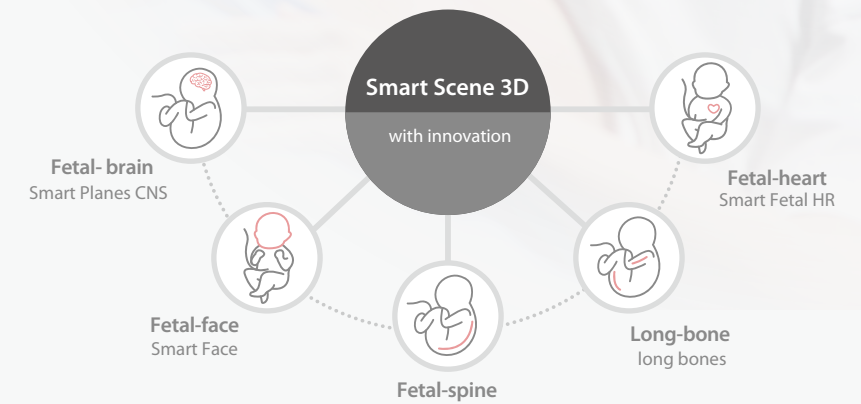 Smart Scene 3D
with innovation
Fetal- brain
Smart Planes CNS
Fetal-heart
Smart Fetal HR
Fetal-face
Smart Face
Long-bone
long bones
Fetal-spine